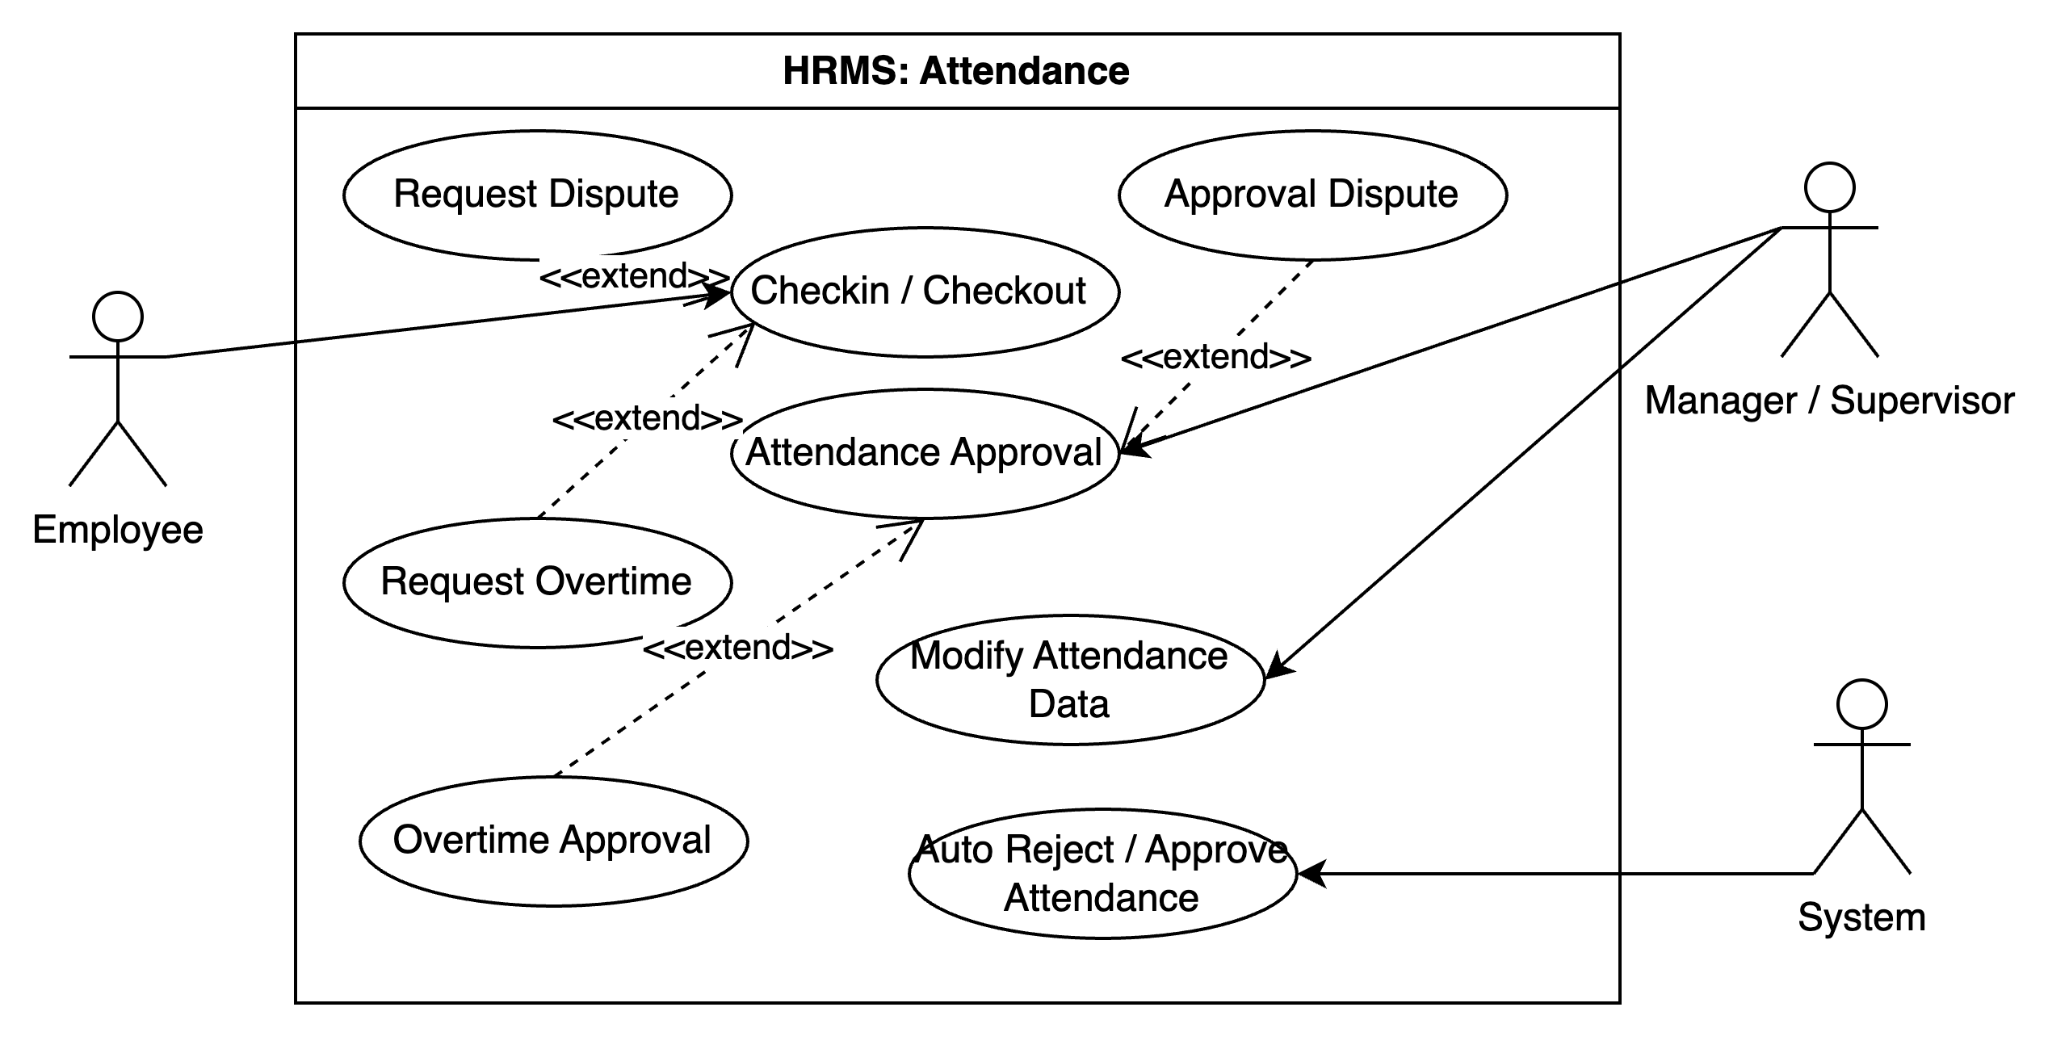 HRMS: Attendance
Request Dispute
Approval Dispute
<<extend>>
Checkin / Checkout
<<extend>>
Manager / Supervisor
<<extend>>
Attendance Approval
Employee
Request Overtime
<<extend>>
Modify Attendance
Data
Overtime Approval
Auto Reject / Approve
Attendance
System